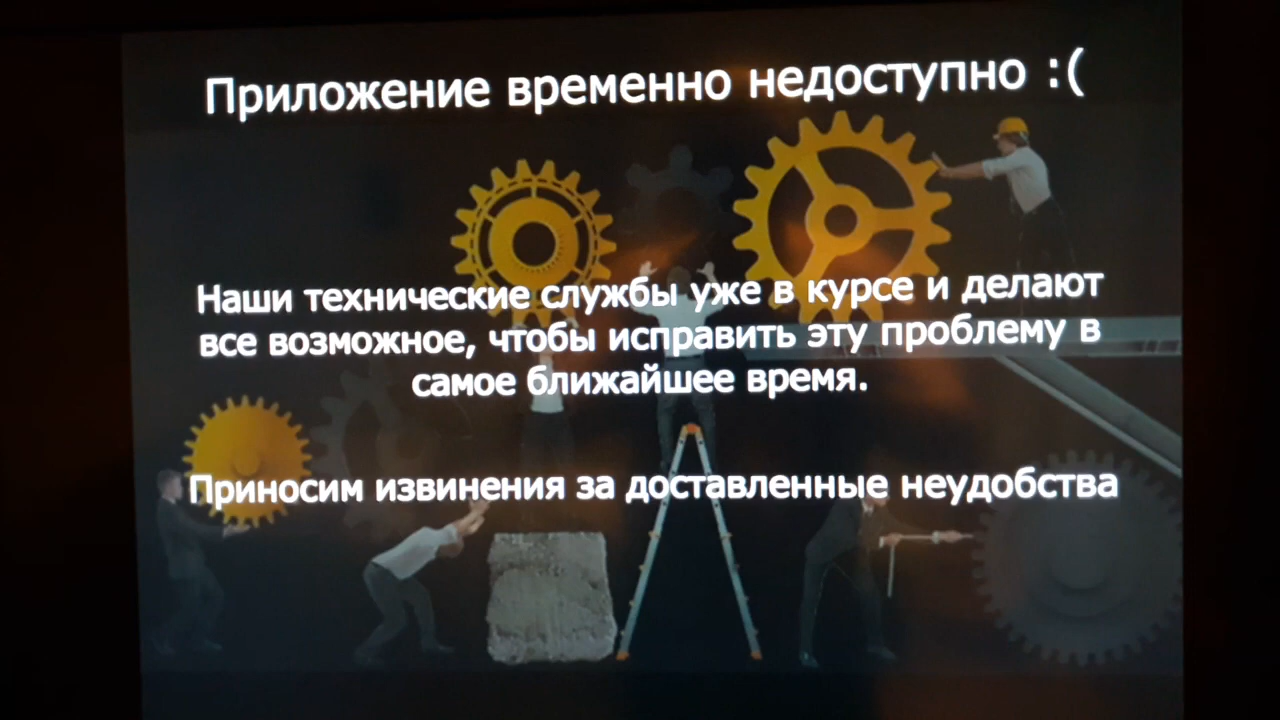 Приложение временно недоступно :(
Наши технические службы уже в курсе и делают
все возможное, чтобы исправить эту проблему в
самое ближайшее время.
Приносим извинения за доставленные неудобства